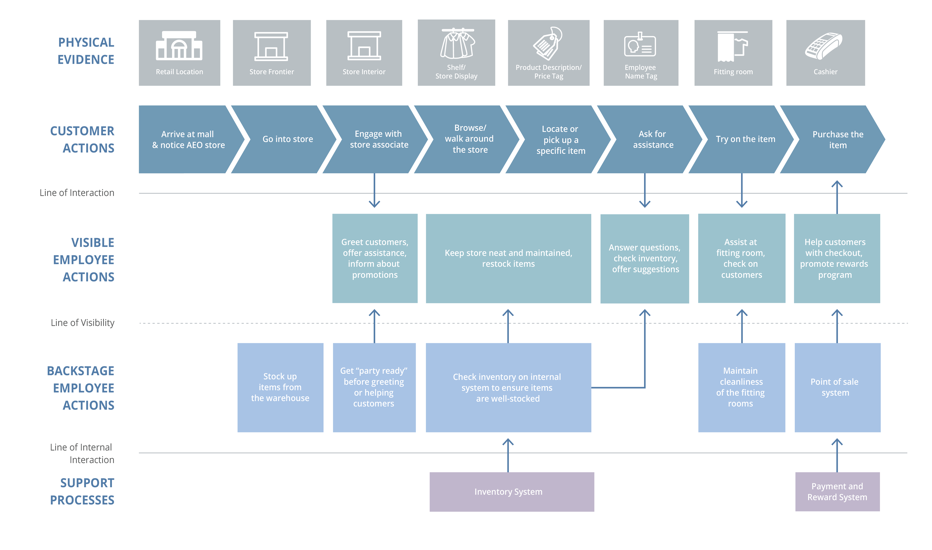 PHYSICAL
EVIDENCE
Retail Location
Store Frontier
Store Interior
Shelf/
Store Display
Product Description/
Price Tag
Employee
Name Tag
Fitting room
Cashier
CUSTOMER
ACTIONS
Arrive at mall
& notice AEO store
Go into store
Engage with
store associate
Browse/
walk around
the store
Locate or
pick up a
specific item
Ask for
assistance
Try on the item
Purchase the
item
Line of Interaction
VISIBLE
EMPLOYEE
ACTIONS
Greet customers,
offer assistance,
inform about
promotions
Keep store neat and maintained,
restock items
Answer questions,
check inventory,
offer suggestions
Assist at
fitting room,
check on
customers
Help customers
with checkout,
promote rewards
program
Line of Visibility
BACKSTAGE
EMPLOYEE
ACTIONS
Stock up
items from
the warehouse
Get “party ready”
before greeting
or helping
customers
Check inventory on internal
system to ensure items
are well-stocked
Maintain
cleanliness
of the fitting
rooms
Point of sale
system
Line of Internal
Interaction
SUPPORT
PROCESSES
Inventory System
Payment and
Reward System